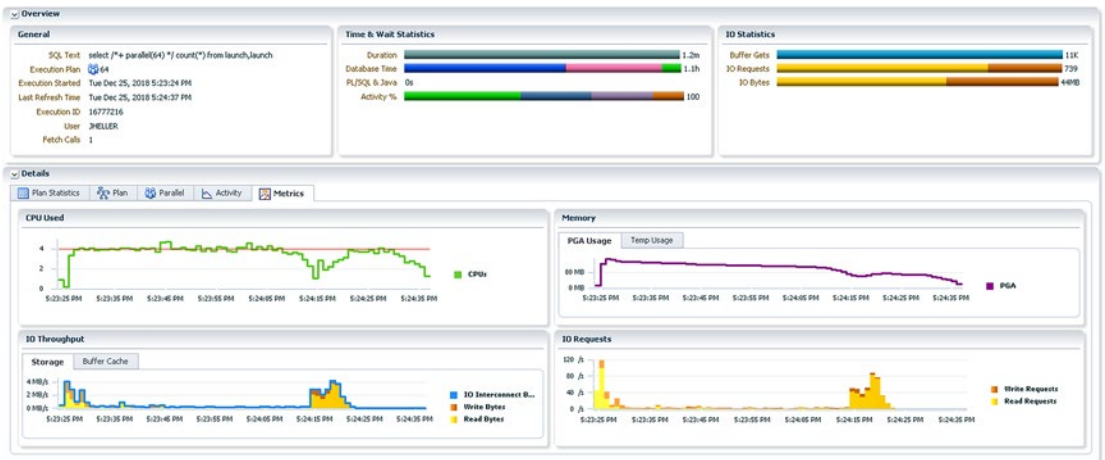 Overview
General
SQL Text select /*+ parallel(64) */ count(*) from launch,launch
Execution Plan 64
Execution Started Tue Dec 25, 2018 5:23:24 PM
Last Refresh Time Tue Dec 25, 2018 5:24:37 PM
Execution ID 16777216
User JHELLER
Fetch Calls 1
Time & Wait Statistics
Duration 1.2m
Database Time 1.1h
PL/SQL & Java 0s
Activity % 100
IO Statistics
Buffer Gets 11K
IO Requests 739
IO Bytes 44MB
Details
Plan Statistics Plan Parallel Activity Metrics
CPU Used
4
2
0
5:23:25 PM 5:23:35 PM 5:23:45 PM 5:23:55 PM 5:24:05 PM 5:24:15 PM 5:24:25 PM 5:24:35 PM
CPUs
Memory
PGA Usage Temp Usage
0 MB
5:23:25 PM 5:23:35 PM 5:23:45 PM 5:23:55 PM 5:24:05 PM 5:24:15 PM 5:24:25 PM 5:24:35 PM
PGA
IO Throughput
Storage Buffer Cache
4 MB/s
2 MB/s
0 MB/s
5:23:25 PM 5:23:35 PM 5:23:45 PM 5:23:55 PM 5:24:05 PM 5:24:15 PM 5:24:25 PM 5:24:35 PM
IO Interconnect B...
Write Bytes
Read Bytes
IO Requests
120 /s
80 /s
40 /s
0 /s
5:23:25 PM 5:23:35 PM 5:23:45 PM 5:23:55 PM 5:24:05 PM 5:24:15 PM 5:24:25 PM 5:24:35 PM
Write Requests
Read Requests